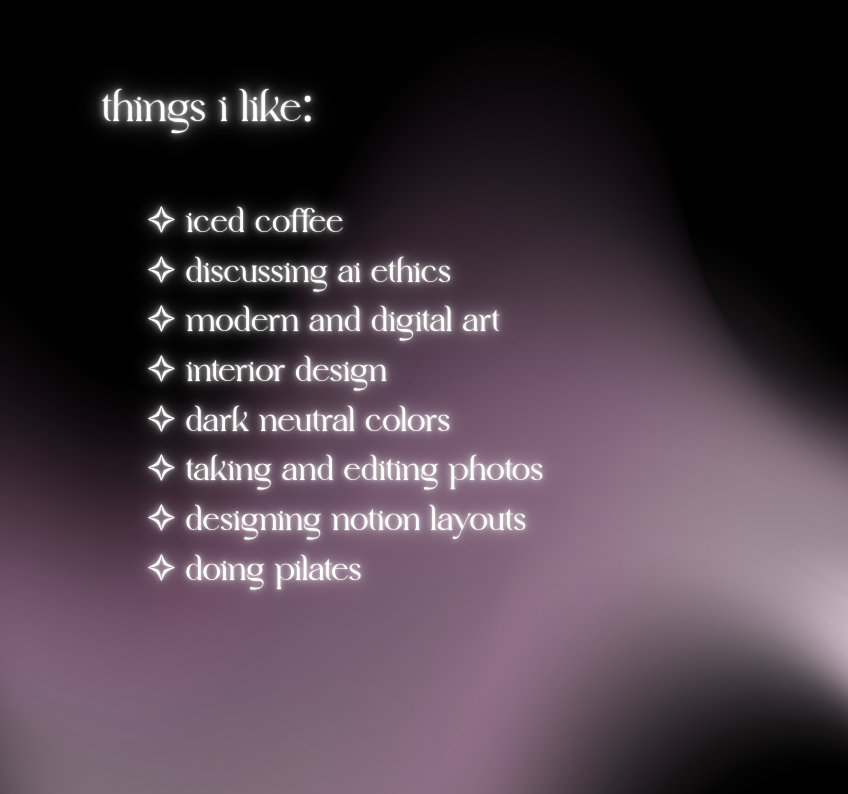 things i like:
✧ iced coffee
✧ discussing ai ethics
✧ modern and digital art
✧ interior design
✧ dark neutral colors
✧ taking and editing photos
✧ designing notion layouts
✧ doing pilates